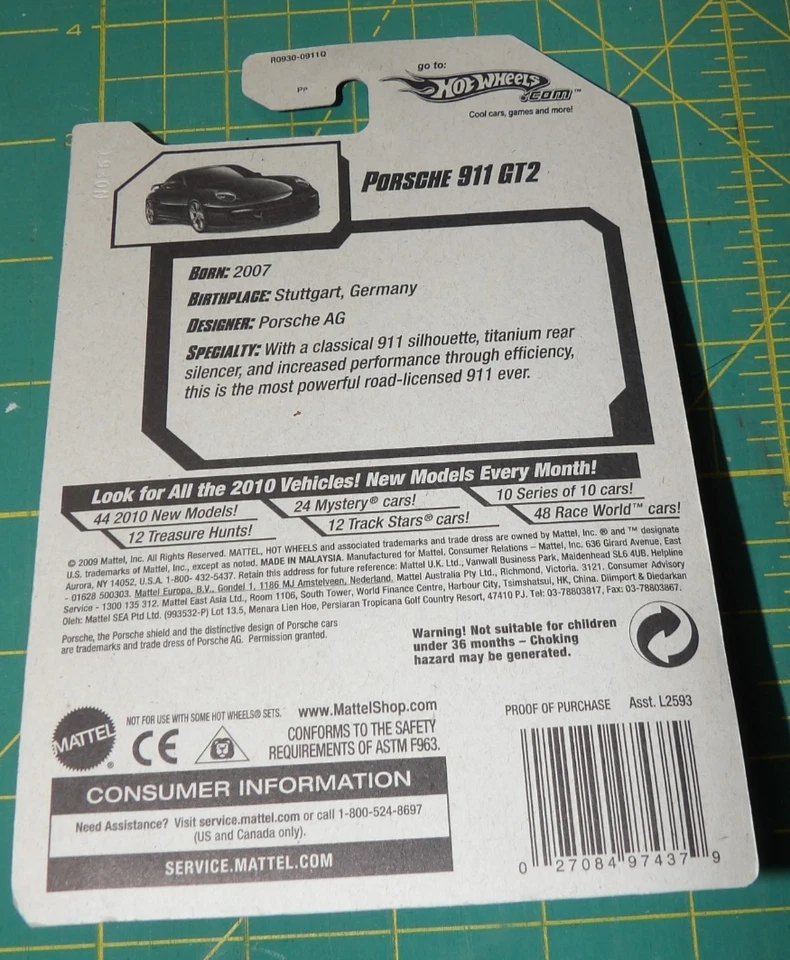 4
R0930-0911Q
go to:
HOT WHEELS
.COM™
PP
Cool cars, games and more!
PORSCHE 911 GT2
BORN: 2007
BIRTHPLACE: Stuttgart, Germany
DESIGNER: Porsche AG
SPECIALTY: With a classical 911 silhouette, titanium rear
silencer, and increased performance through efficiency,
this is the most powerful road-licensed 911 ever.
Look for All the 2010 Vehicles! New Models Every Month!
44 2010 New Models! 24 Mystery® cars! 10 Series of 10 cars!
12 Treasure Hunts! 12 Track Stars® cars! 48 Race World™ cars!
© 2009 Mattel, Inc. All Rights Reserved. MATTEL, HOT WHEELS and associated trademarks and trade dress are owned by Mattel, Inc. ® and ™ designate
U.S. trademarks of Mattel, Inc., except as noted. MADE IN MALAYSIA. Manufactured for Mattel, Consumer Relations – Mattel, Inc. 636 Girard Avenue, East
Aurora, NY 14052, U.S.A. 1-800- 432-5437. Retain this address for future reference: Mattel U.K. Ltd., Vanwall Business Park, Maidenhead SL6 4UB. Helpline
- 01628 500303. Mattel Europa, B.V., Gondel 1, 1186 MJ Amstelveen, Nederland. Mattel Australia Pty Ltd., Richmond, Victoria. 3121. Consumer Advisory
Service - 1300 135 312. Mattel East Asia Ltd., Room 1106, South Tower, World Finance Centre, Harbour City, Tsimshatsui, HK, China. Diimport & Diedarkan
Oleh: Mattel SEA Ptd Ltd. (993532-P) Lot 13.5, Menara Lien Hoe, Persiaran Tropicana Golf Country Resort, 47410 PJ. Tel: 03-78803817, Fax: 03-78803867.
Porsche, the Porsche shield and the distinctive design of Porsche cars
are trademarks and trade dress of Porsche AG. Permission granted.
Warning! Not suitable for children
under 36 months – Choking
hazard may be generated.
MATTEL®
NOT FOR USE WITH SOME HOT WHEELS® SETS.
www.MattelShop.com
CE
CONFORMS TO THE SAFETY
REQUIREMENTS OF ASTM F963.
PROOF OF PURCHASE Asst. L2593
CONSUMER INFORMATION
Need Assistance? Visit service.mattel.com or call 1-800-524-8697
(US and Canada only).
SERVICE.MATTEL.COM
0 27084 97437 9